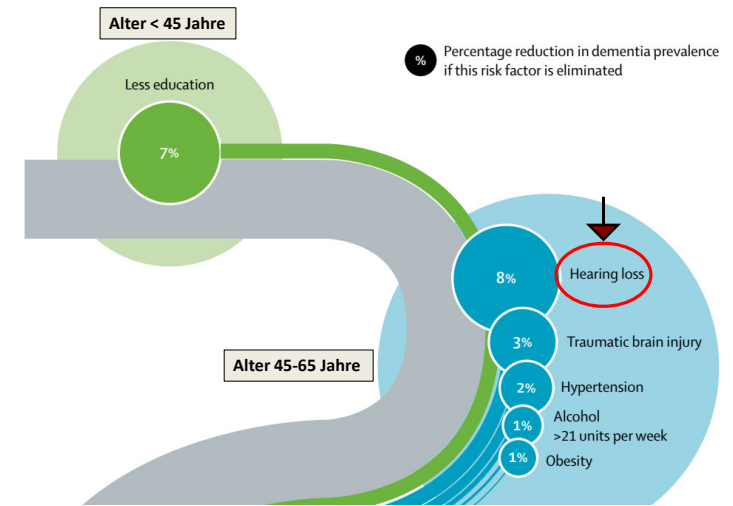 Alter < 45 Jahre
Less education
7%
% Percentage reduction in dementia prevalence
if this risk factor is eliminated
8% Hearing loss
3% Traumatic brain injury
Alter 45-65 Jahre
2% Hypertension
1% Alcohol
>21 units per week
1% Obesity